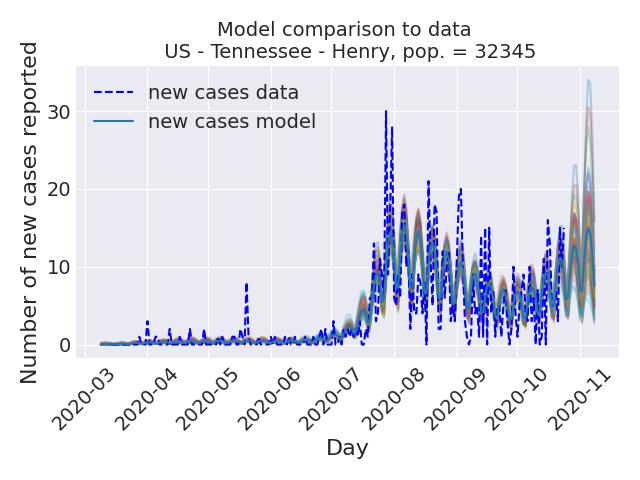 Model comparison to data
US - Tennessee - Henry, pop. = 32345
Number of new cases reported
new cases data
new cases model
30
20
10
0
2020-03
2020-04
2020-05
2020-06
2020-07
2020-08
2020-09
2020-10
2020-11
Day